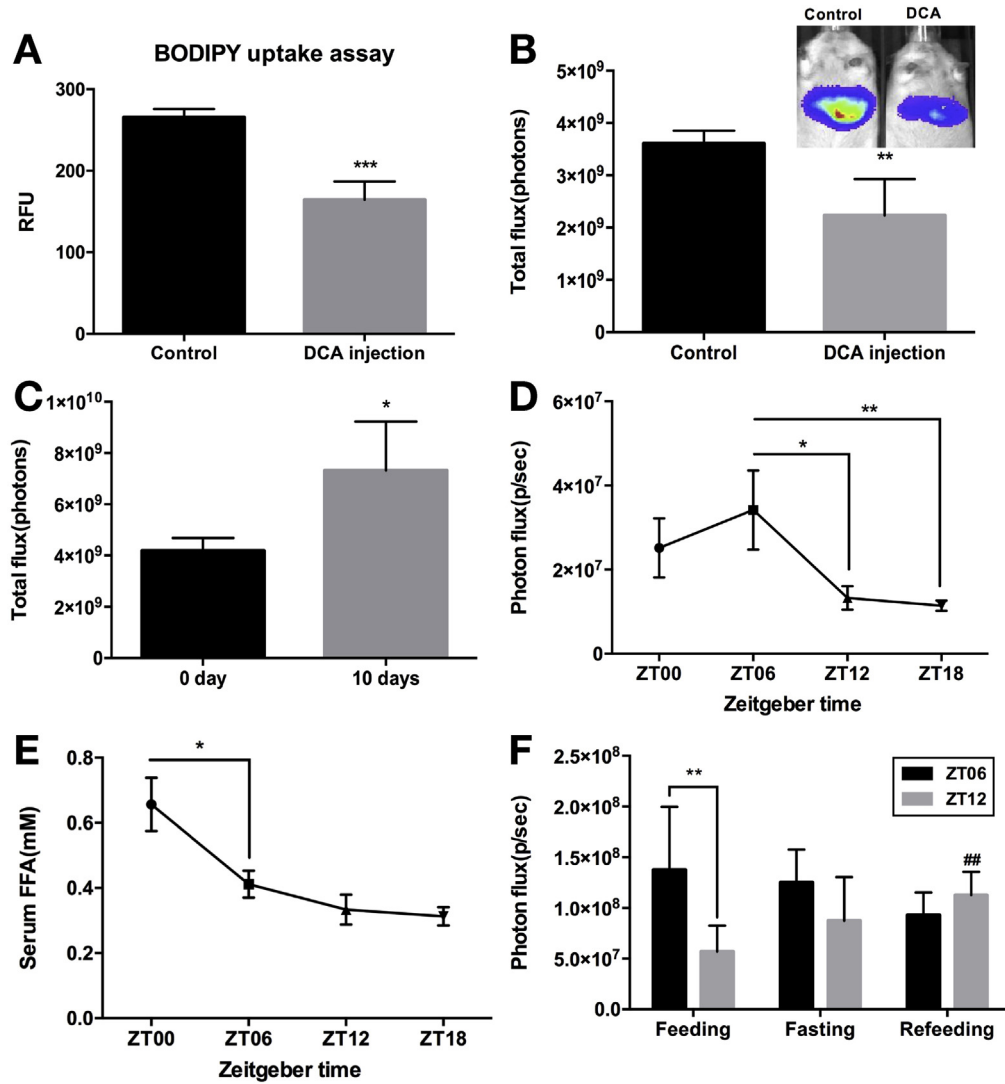 A
BODIPY uptake assay
300
200
100
0
RFU
***
Control
DCA injection
B
Control
DCA
5×10⁹
4×10⁹
3×10⁹
2×10⁹
1×10⁹
0
Total flux(photons)
**
Control
DCA injection
C
1×10¹⁰
8×10⁹
6×10⁹
4×10⁹
2×10⁹
0
Total flux(photons)
*
0 day
10 days
D
6×10⁷
4×10⁷
2×10⁷
0
Photon flux(p/sec)
**
*
ZT00
ZT06
ZT12
ZT18
Zeitgeber time
E
0.8
0.6
0.4
0.2
0.0
Serum FFA(mM)
*
ZT00
ZT06
ZT12
ZT18
Zeitgeber time
F
2.5×10⁸
2.0×10⁸
1.5×10⁸
1.0×10⁸
5.0×10⁷
0.0
Photon flux(p/sec)
ZT06
ZT12
**
##
Feeding
Fasting
Refeeding